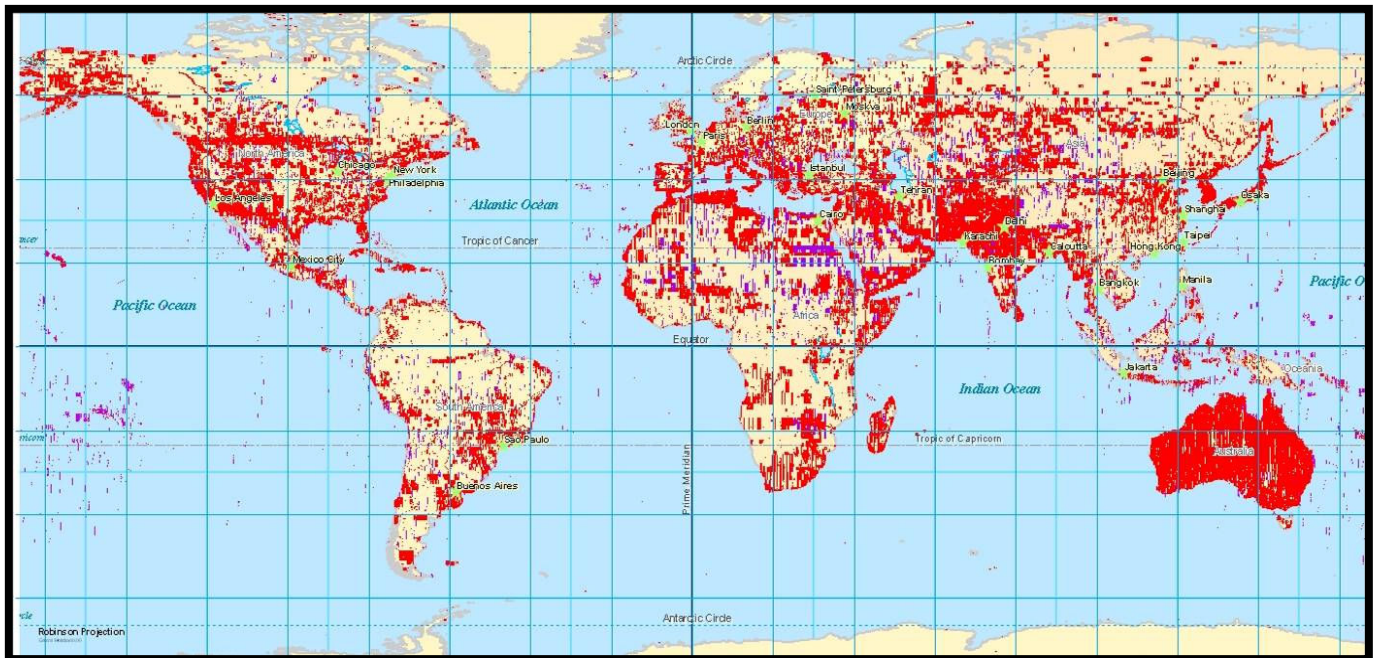 Arctic Circle
Saint-Petersburg
Moskva
Europe
Berlin
London
Paris
Asia
North America
Chicago
New York
Philadelphia
Istanbul
Beijing
Tehran
Los Angeles
Osaka
Atlantic Ocean
Cairo
Shanghai
Delhi
Tropic of Cancer
Karachi
Calcutta
Hong Kong
Taipei
Mexico City
Bombay
Bangkok
Manila
Pacific Ocean
Pacific O
Africa
Equator
Jakarta
Oceania
Indian Ocean
South America
Sao Paulo
Tropic of Capricorn
Australia
Buenos Aires
Prime Meridian
Antarctic Circle
Robinson Projection